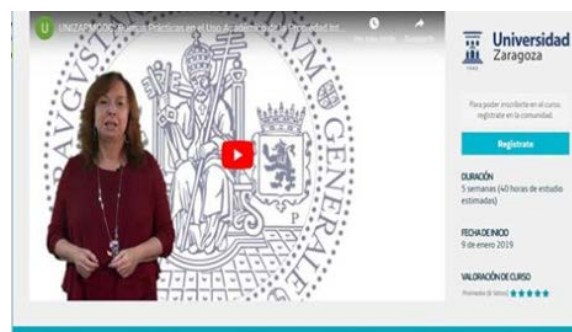 U UNIZARMOOC: Buenas Prácticas en el Uso Académico de la Propiedad Int...
Universidad
Zaragoza
1542
Para poder inscribirte en el curso,
regístrate en la comunidad.
Regístrate
DURACIÓN
5 semanas (40 horas de estudio
estimadas)
FECHA DE INICIO
9 de enero 2019
VALORACIÓN DE CURSO